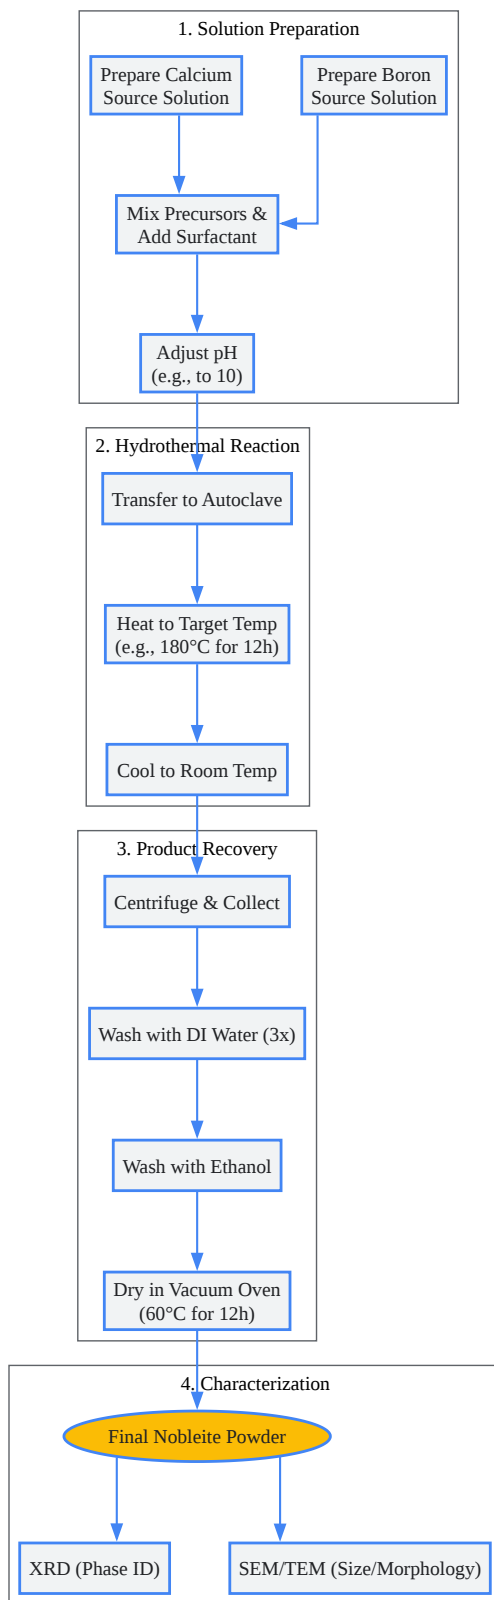 1. Solution Preparation
Prepare Calcium
Source Solution
Prepare Boron
Source Solution
Mix Precursors &
Add Surfactant
Adjust pH
(e.g., to 10)
2. Hydrothermal Reaction
Transfer to Autoclave
Heat to Target Temp
(e.g., 180°C for 12h)
Cool to Room Temp
3. Product Recovery
Centrifuge & Collect
Wash with DI Water (3x)
Wash with Ethanol
Dry in Vacuum Oven
(60°C for 12h)
4. Characterization
Final Nobleite Powder
XRD (Phase ID)
SEM/TEM (Size/Morphology)